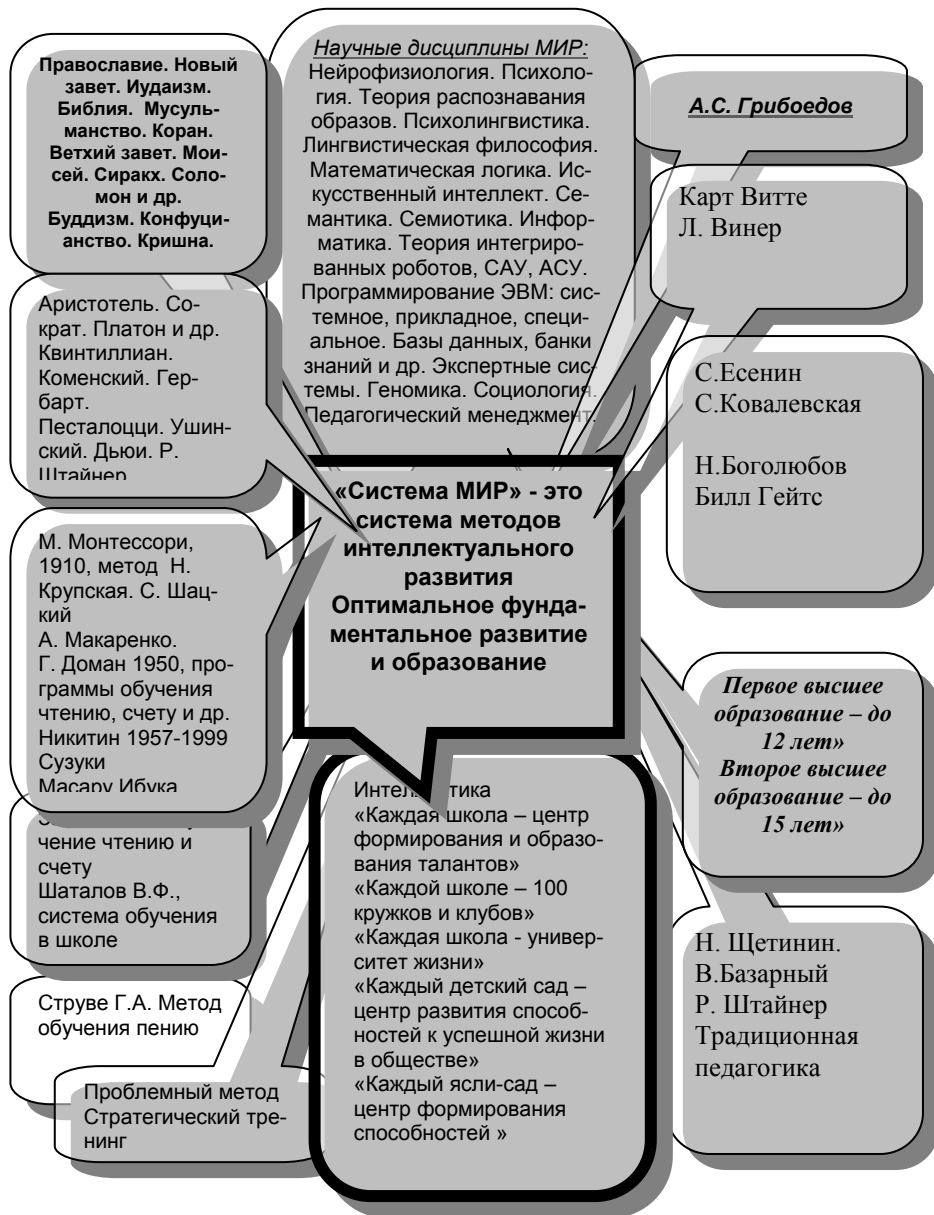 Православие. Новый
завет. Иудаизм.
Библия. Мусуль-
манство. Коран.
Ветхий завет. Мои-
сей. Сиракх. Соло-
мон и др.
Буддизм. Конфуци-
анство. Кришна.
Научные дисциплины МИР:
Нейрофизиология. Психоло-
гия. Теория распознавания
образов. Психолингвистика.
Лингвистическая философия.
Математическая логика. Ис-
кусственный интеллект. Се-
мантика. Семиотика. Инфор-
матика. Теория интегриро-
ванных роботов, САУ, АСУ.
Программирование ЭВМ: сис-
темное, прикладное, специ-
альное. Базы данных, банки
знаний и др. Экспертные сис-
темы. Геномика. Социология.
Педагогический менеджмент.
А.С. Грибоедов
Карт Витте
Л. Винер
Аристотель. Со-
крат. Платон и др.
Квинтиллиан.
Коменский. Гер-
барт.
Песталоцци. Ушин-
ский. Дьюи. Р.
Штайнер
С.Есенин
С.Ковалевская
Н.Боголюбов
Билл Гейтс
«Система МИР» - это
система методов
интеллектуального
развития
Оптимальное фунда-
ментальное развитие
и образование
М. Монтессори,
1910, метод Н.
Крупская. С. Шац-
кий
А. Макаренко.
Г. Доман 1950, про-
граммы обучения
чтению, счету и др.
Никитин 1957-1999
Сузуки
Масару Ибука
Первое высшее
образование – до
12 лет»
Второе высшее
образование – до
15 лет»
чение чтению и
счету
Шаталов В.Ф.,
система обучения
в школе
Интел тика
«Каждая школа – центр
формирования и образо-
вания талантов»
«Каждой школе – 100
кружков и клубов»
«Каждая школа - универ-
ситет жизни»
«Каждый детский сад –
центр развития способ-
ностей к успешной жизни
в обществе»
«Каждый ясли-сад –
центр формирования
способностей »
Н. Щетинин.
В.Базарный
Р. Штайнер
Традиционная
педагогика
Струве Г.А. Метод
обучения пению
Проблемный метод
Стратегический тре-
нинг